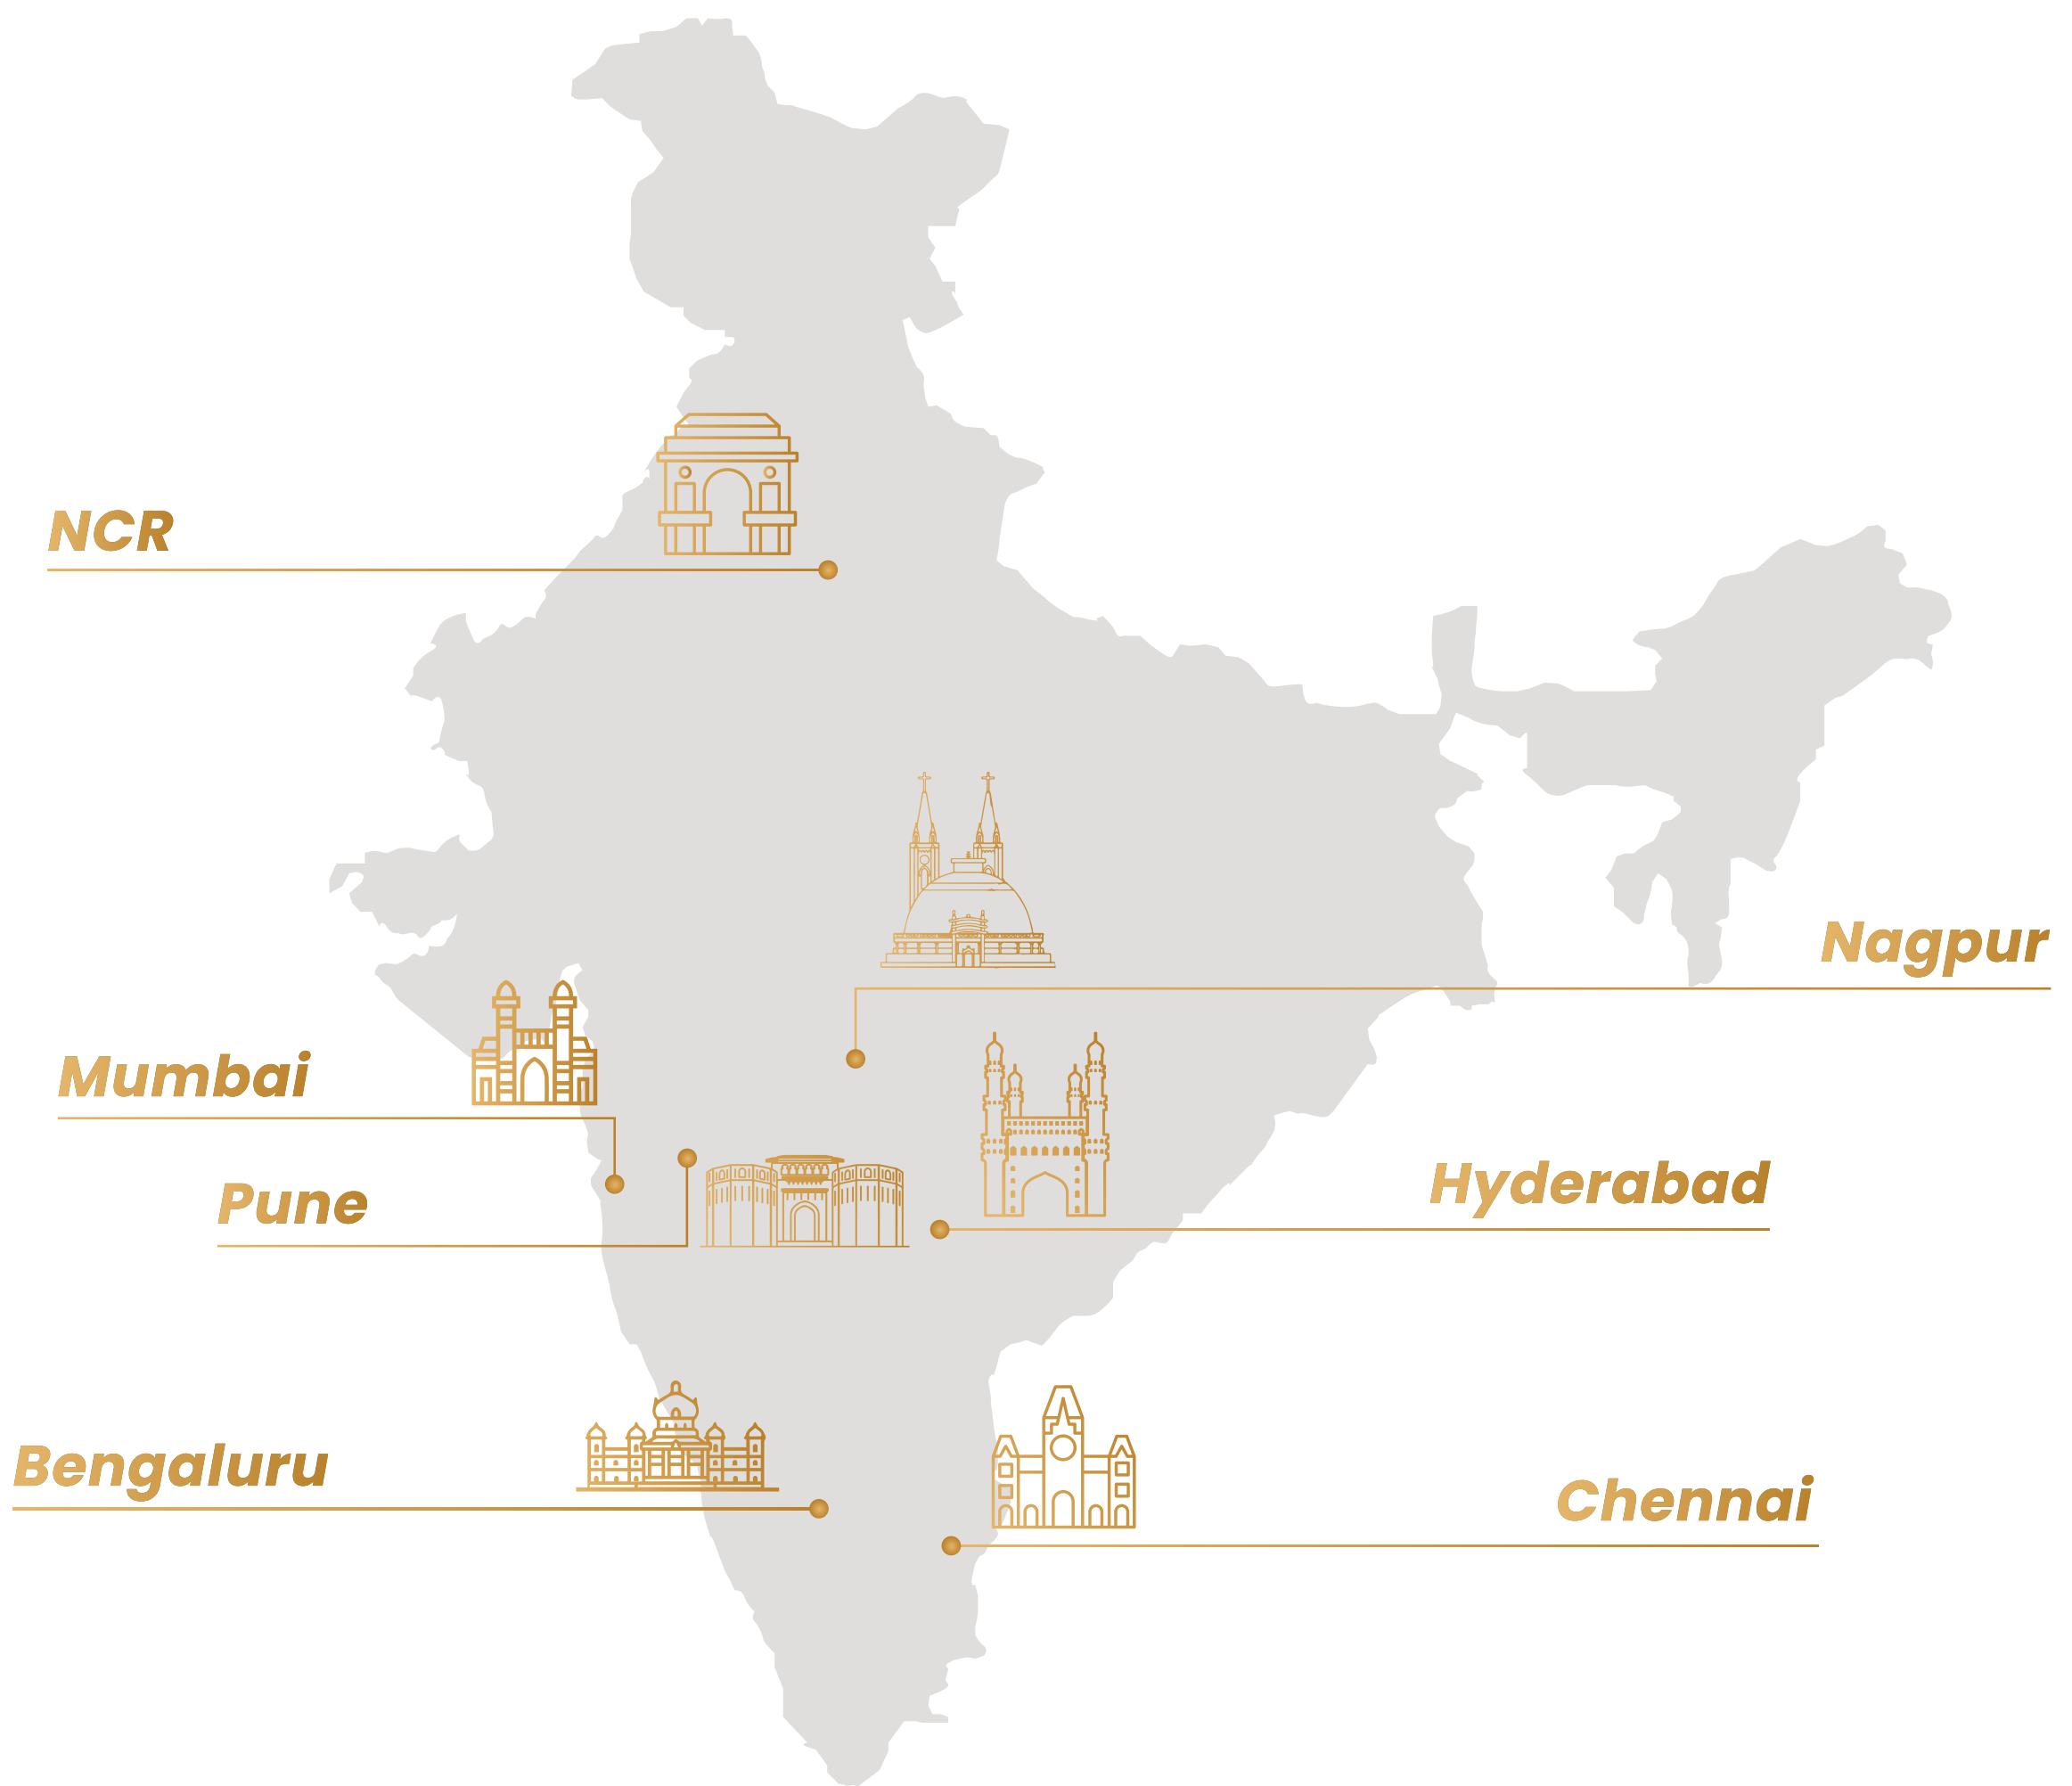 NCR
Nagpur
Mumbai
Pune
Hyderabad
Bengaluru
Chennai